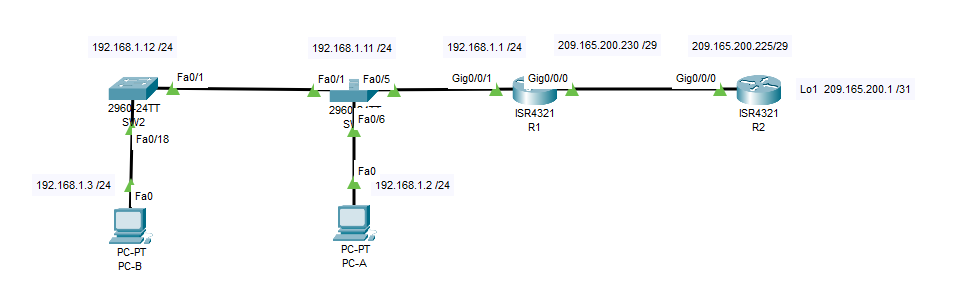 192.168.1.12 /24
192.168.1.11 /24
192.168.1.1 /24
209.165.200.230 /29
209.165.200.225/29
Fa0/1
Fa0/1
Fa0/5
Gig0/0/1
Gig0/0/0
Gig0/0/0
Lo1 209.165.200.1 /31
2960-24TT
SW2
Fa0/6
ISR4321
R1
ISR4321
R2
Fa0/18
192.168.1.3 /24
Fa0
Fa0
192.168.1.2 /24
PC-PT
PC-B
PC-PT
PC-A